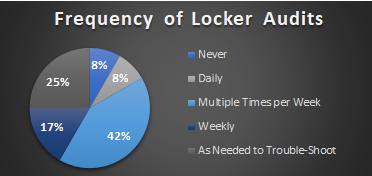 Frequency of Locker Audits
8%
8%
42%
17%
25%
Never
Daily
Multiple Times per Week
Weekly
As Needed to Trouble-Shoot